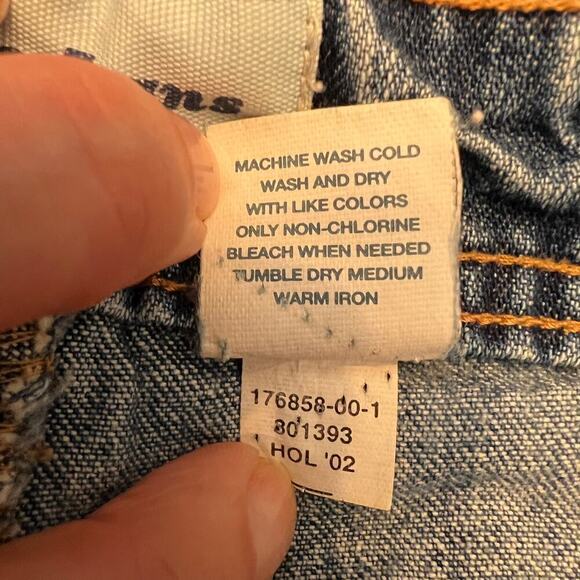 MACHINE WASH COLD
WASH AND DRY
WITH LIKE COLORS
ONLY NON-CHLORINE
BLEACH WHEN NEEDED
TUMBLE DRY MEDIUM
WARM IRON
176858-00-1
801393
HOL '02